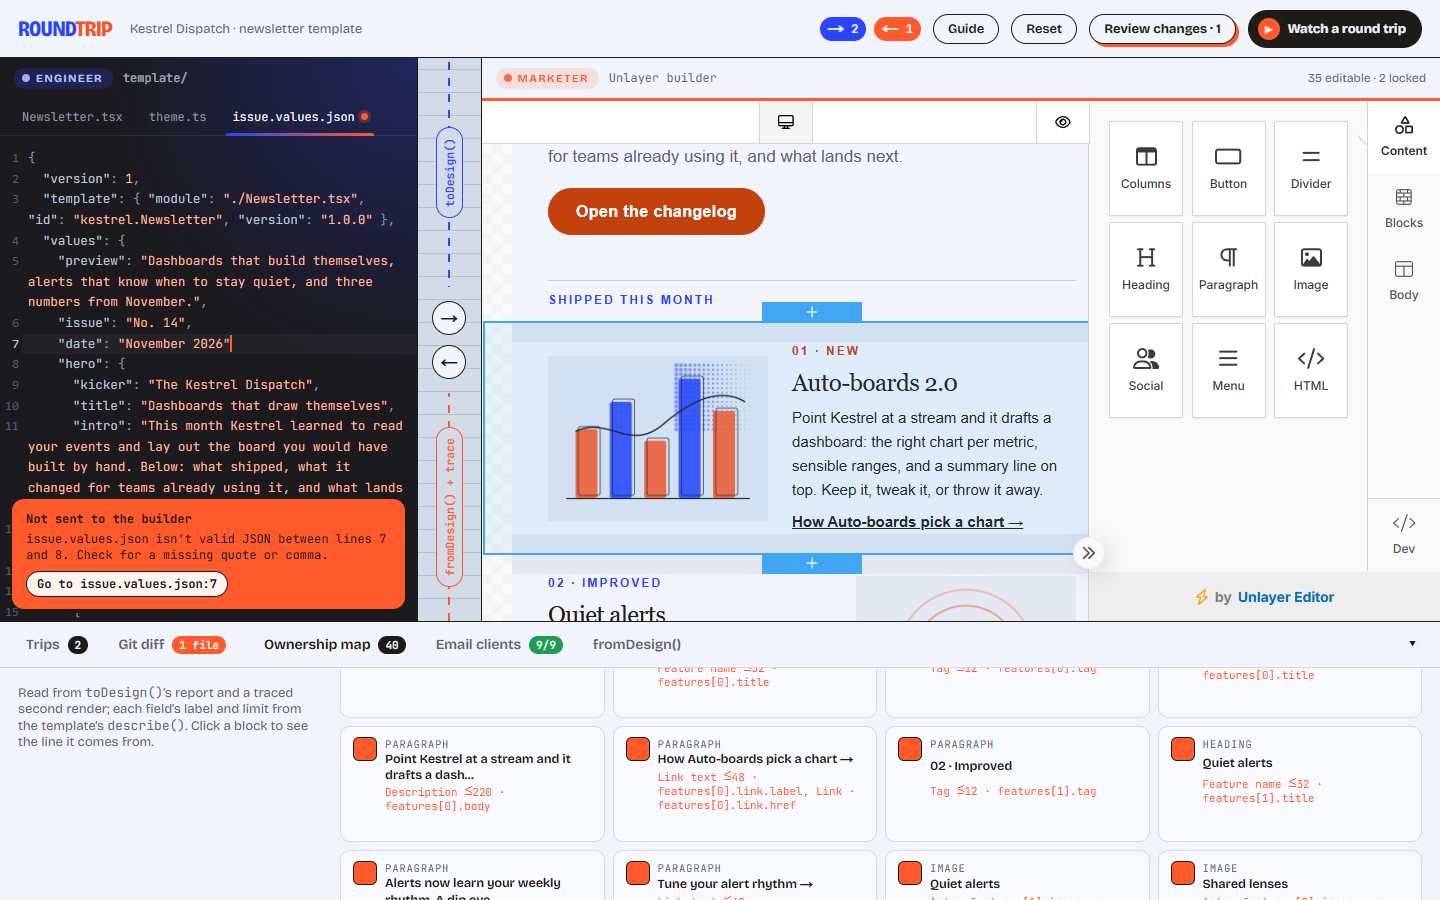 ROUNDTRIP
Kestrel Dispatch · newsletter template
→ 2
← 1
Guide
Reset
Review changes · 1
Watch a round trip
ENGINEER
template/
Newsletter.tsx
theme.ts
issue.values.json
1 {
2 "version": 1,
3 "template": { "module": "./Newsletter.tsx",
"id": "kestrel.Newsletter", "version": "1.0.0" },
4 "values": {
5 "preview": "Dashboards that build themselves,
alerts that know when to stay quiet, and three
numbers from November.",
6 "issue": "No. 14",
7 "date": "November 2026"
8 "hero": {
9 "kicker": "The Kestrel Dispatch",
10 "title": "Dashboards that draw themselves",
11 "intro": "This month Kestrel learned to read
your events and lay out the board you would have
built by hand. Below: what shipped, what it
changed for teams already using it, and what lands
Not sent to the builder
issue.values.json isn't valid JSON between lines 7
and 8. Check for a missing quote or comma.
Go to issue.values.json:7
15 {
toDesign()
→
←
fromDesign() + trace
MARKETER
Unlayer builder
35 editable · 2 locked
for teams already using it, and what lands next.
Open the changelog
SHIPPED THIS MONTH
+
01 · NEW
Auto-boards 2.0
Point Kestrel at a stream and it drafts a
dashboard: the right chart per metric,
sensible ranges, and a summary line on
top. Keep it, tweak it, or throw it away.
How Auto-boards pick a chart →
+
02 · IMPROVED
Quiet alerts
Columns
Button
Divider
Heading
Paragraph
Image
Social
Menu
HTML
Content
Blocks
Body
Dev
by Unlayer Editor
Trips 2
Git diff 1 file
Ownership map 40
Email clients 9/9
fromDesign()
Read from toDesign()'s report and a traced
second render; each field's label and limit from
the template's describe(). Click a block to see
the line it comes from.
Feature name ≤32 ·
features[0].title
Tag ≤12 · features[0].tag
features[0].title
PARAGRAPH
Point Kestrel at a stream and it
drafts a dash…
Description ≤220 ·
features[0].body
PARAGRAPH
How Auto-boards pick a chart →
Link text ≤48 ·
features[0].link.label, Link ·
features[0].link.href
PARAGRAPH
02 · Improved
Tag ≤12 · features[1].tag
HEADING
Quiet alerts
Feature name ≤32 ·
features[1].title
PARAGRAPH
Alerts now learn your weekly
rhythm. A dip eve
PARAGRAPH
Tune your alert rhythm →
Link text ≤48 ·
IMAGE
Quiet alerts
IMAGE
Shared lenses